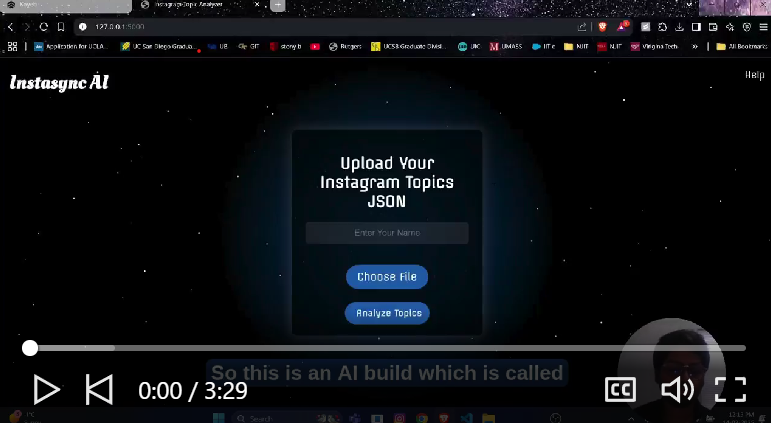 Instagram Topic Analyzer
127.0.0.1:5000
Application for UCLA... UC San Diego Gradua... UB GIT stony b Rutgers UCSB Graduate Divisi... UIC UMASS IIT c NJIT NJIT Virginia Tech All Bookmarks
Instasync AI
Help
Upload Your
Instagram Topics
JSON
Enter Your Name
Choose File
Analyze Topics
So this is an AI build which is called
0:00 / 3:29
CC
Search